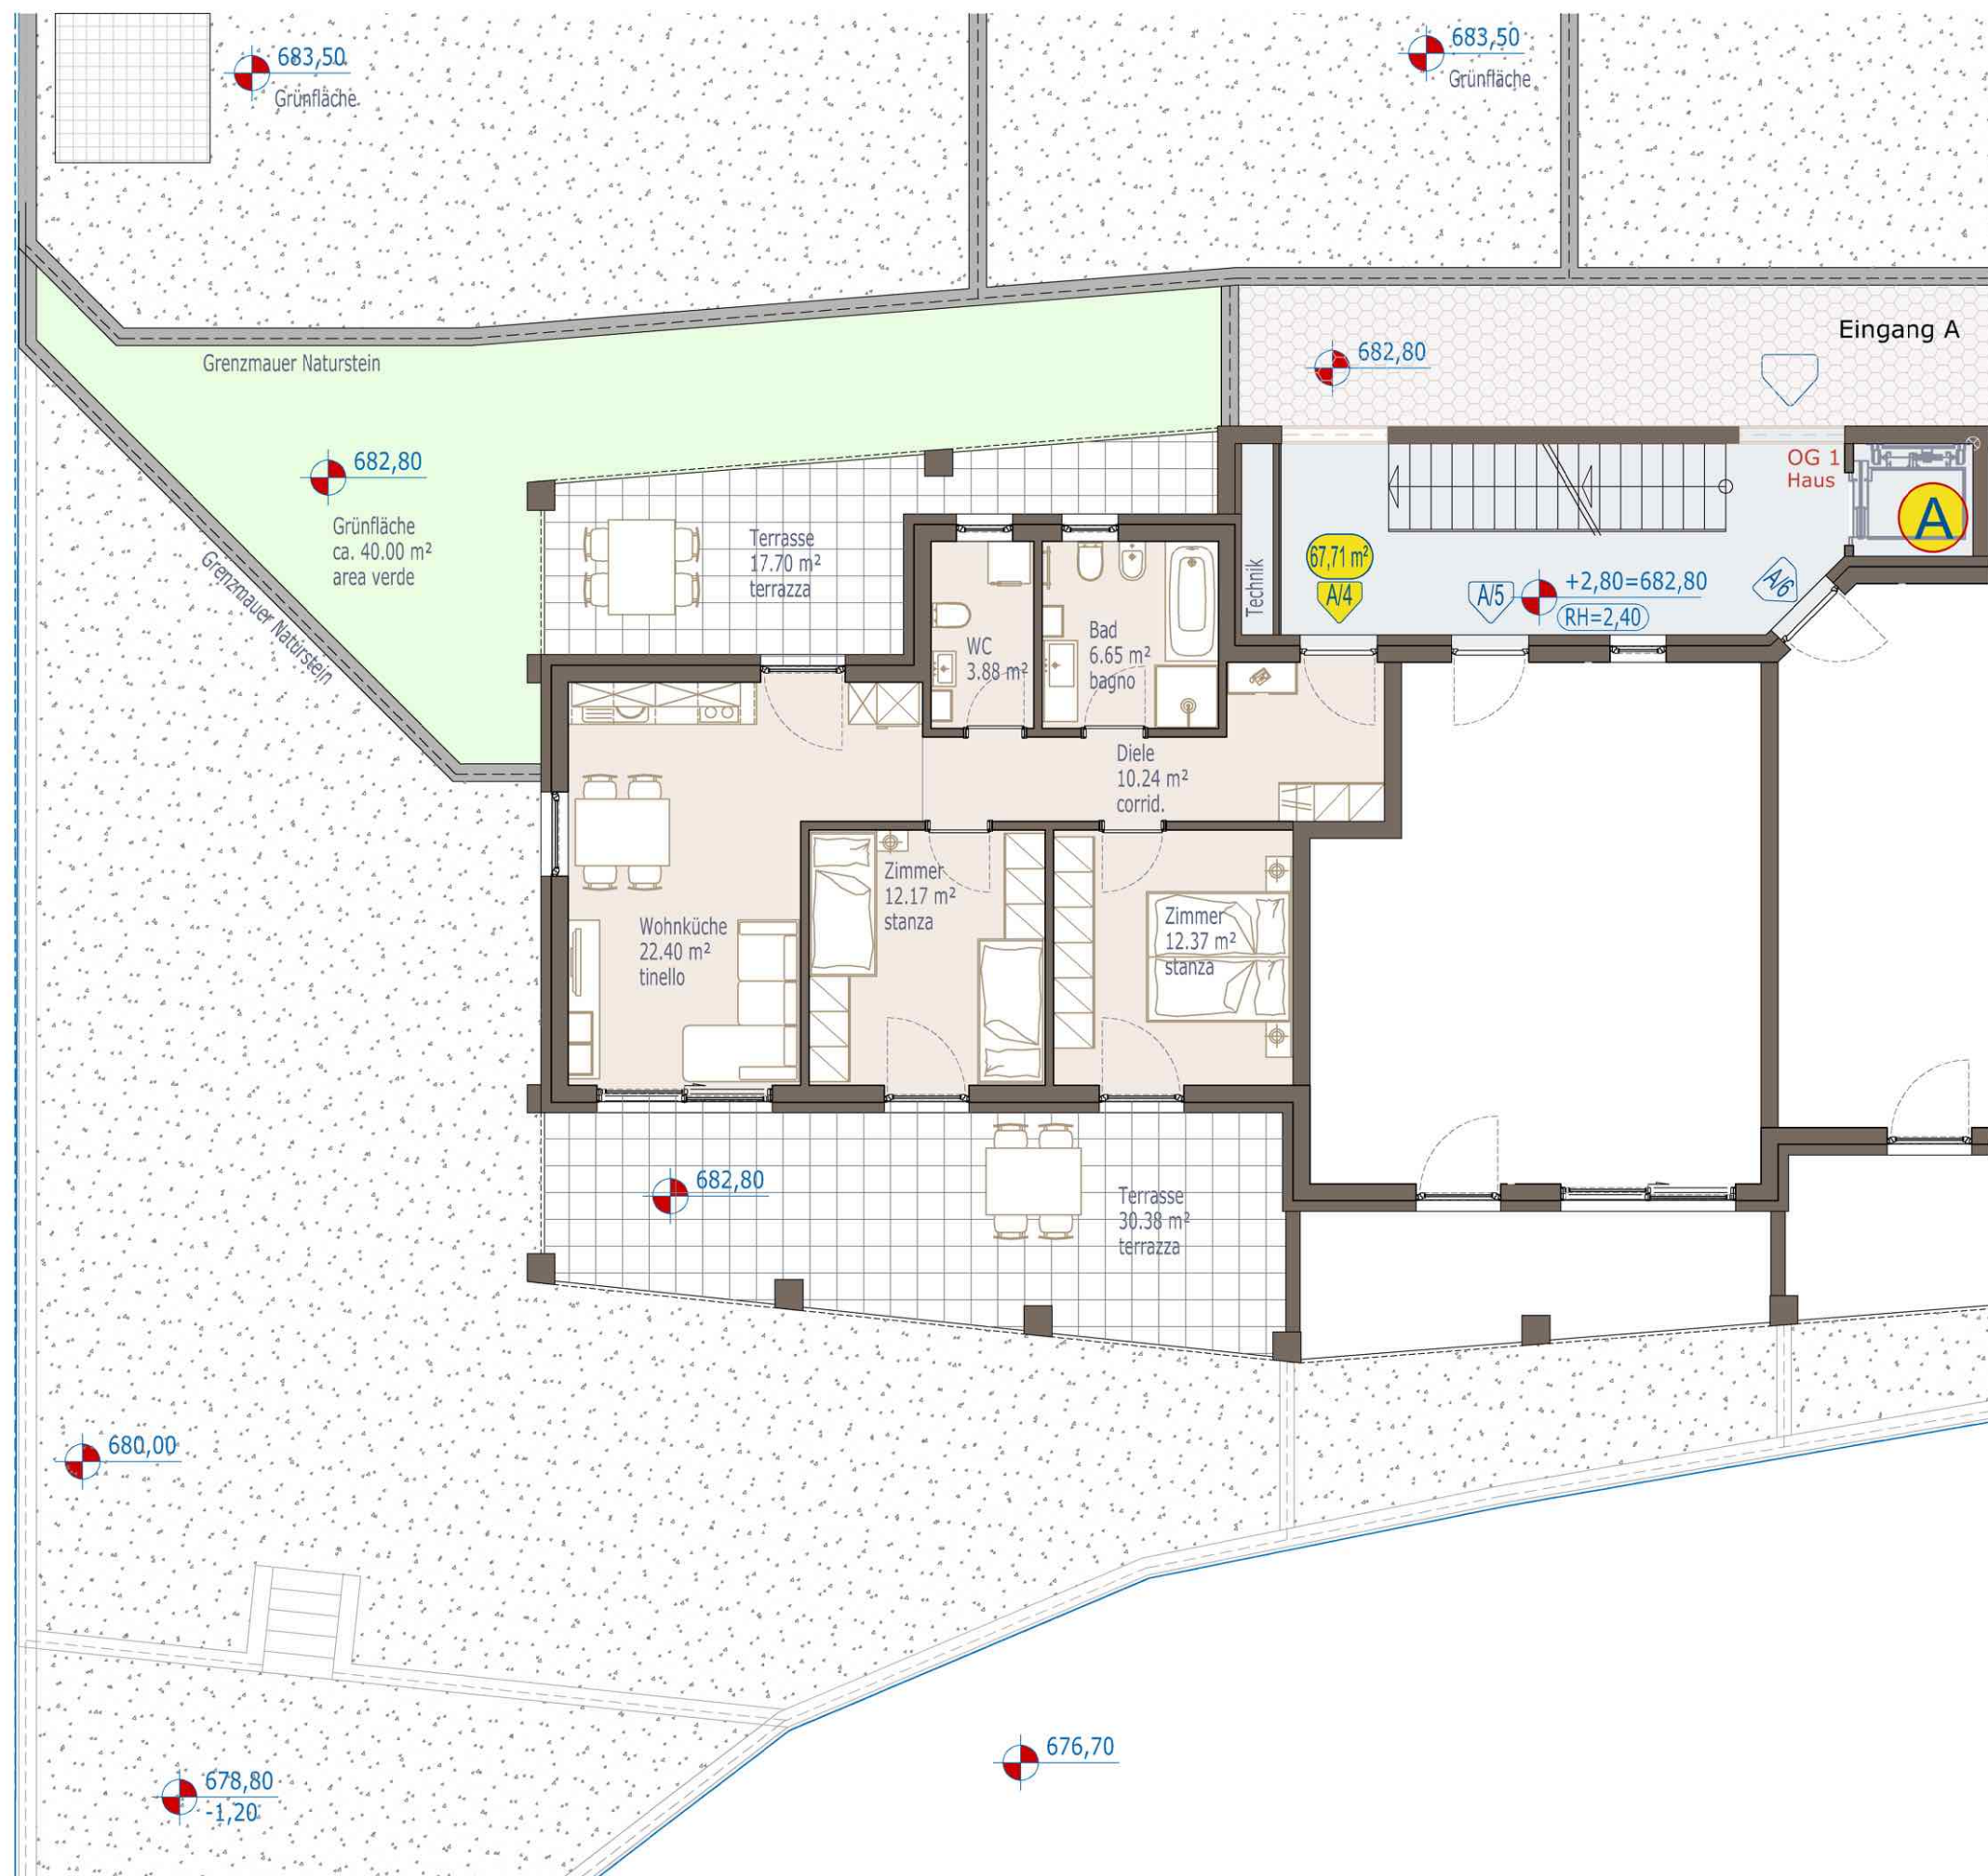 683,50
Grünfläche
683,50
Grünfläche
Eingang A
682,80
Grenzmauer Naturstein
682,80
Grünfläche
ca. 40.00 m²
area verde
Grenzmauer Naturstein
Terrasse
17.70 m²
terrazza
OG 1
Haus
A
Technik
67,71 m²
A/4
A/5
+2,80=682,80
RH=2,40
A/6
WC
3.88 m²
Bad
6.65 m²
bagno
Diele
10.24 m²
corrid.
Zimmer
12.17 m²
stanza
Zimmer
12.37 m²
stanza
Wohnküche
22.40 m²
tinello
682,80
Terrasse
30.38 m²
terrazza
680,00
676,70
678,80
-1,20